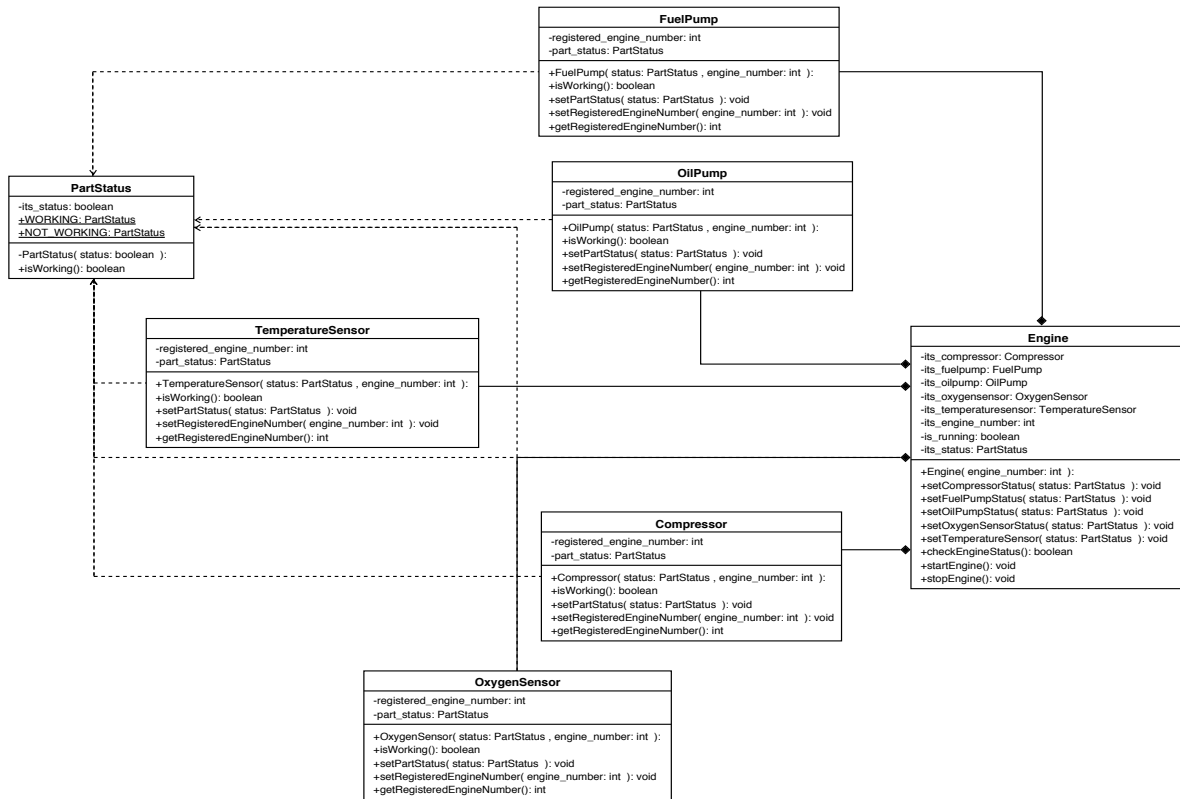 FuelPump
-registered_engine_number: int
-part_status: PartStatus
+FuelPump( status: PartStatus , engine_number: int ):
+isWorking(): boolean
+setPartStatus( status: PartStatus ): void
+setRegisteredEngineNumber( engine_number: int ): void
+getRegisteredEngineNumber(): int
PartStatus
-its_status: boolean
+WORKING: PartStatus
+NOT_WORKING: PartStatus
-PartStatus( status: boolean ):
+isWorking(): boolean
OilPump
-registered_engine_number: int
-part_status: PartStatus
+OilPump( status: PartStatus , engine_number: int ):
+isWorking(): boolean
+setPartStatus( status: PartStatus ): void
+setRegisteredEngineNumber( engine_number: int ): void
+getRegisteredEngineNumber(): int
TemperatureSensor
-registered_engine_number: int
-part_status: PartStatus
+TemperatureSensor( status: PartStatus , engine_number: int ):
+isWorking(): boolean
+setPartStatus( status: PartStatus ): void
+setRegisteredEngineNumber( engine_number: int ): void
+getRegisteredEngineNumber(): int
Engine
-its_compressor: Compressor
-its_fuelpump: FuelPump
-its_oilpump: OilPump
-its_oxygensensor: OxygenSensor
-its_temperaturesensor: TemperatureSensor
-its_engine_number: int
-is_running: boolean
-its_status: PartStatus
+Engine( engine_number: int ):
+setCompressorStatus( status: PartStatus ): void
+setFuelPumpStatus( status: PartStatus ): void
+setOilPumpStatus( status: PartStatus ): void
+setOxygenSensorStatus( status: PartStatus ): void
+setTemperatureSensor( status: PartStatus ): void
+checkEngineStatus(): boolean
+startEngine(): void
+stopEngine(): void
Compressor
-registered_engine_number: int
-part_status: PartStatus
+Compressor( status: PartStatus , engine_number: int ):
+isWorking(): boolean
+setPartStatus( status: PartStatus ): void
+setRegisteredEngineNumber( engine_number: int ): void
+getRegisteredEngineNumber(): int
OxygenSensor
-registered_engine_number: int
-part_status: PartStatus
+OxygenSensor( status: PartStatus , engine_number: int ):
+isWorking(): boolean
+setPartStatus( status: PartStatus ): void
+setRegisteredEngineNumber( engine_number: int ): void
+getRegisteredEngineNumber(): int